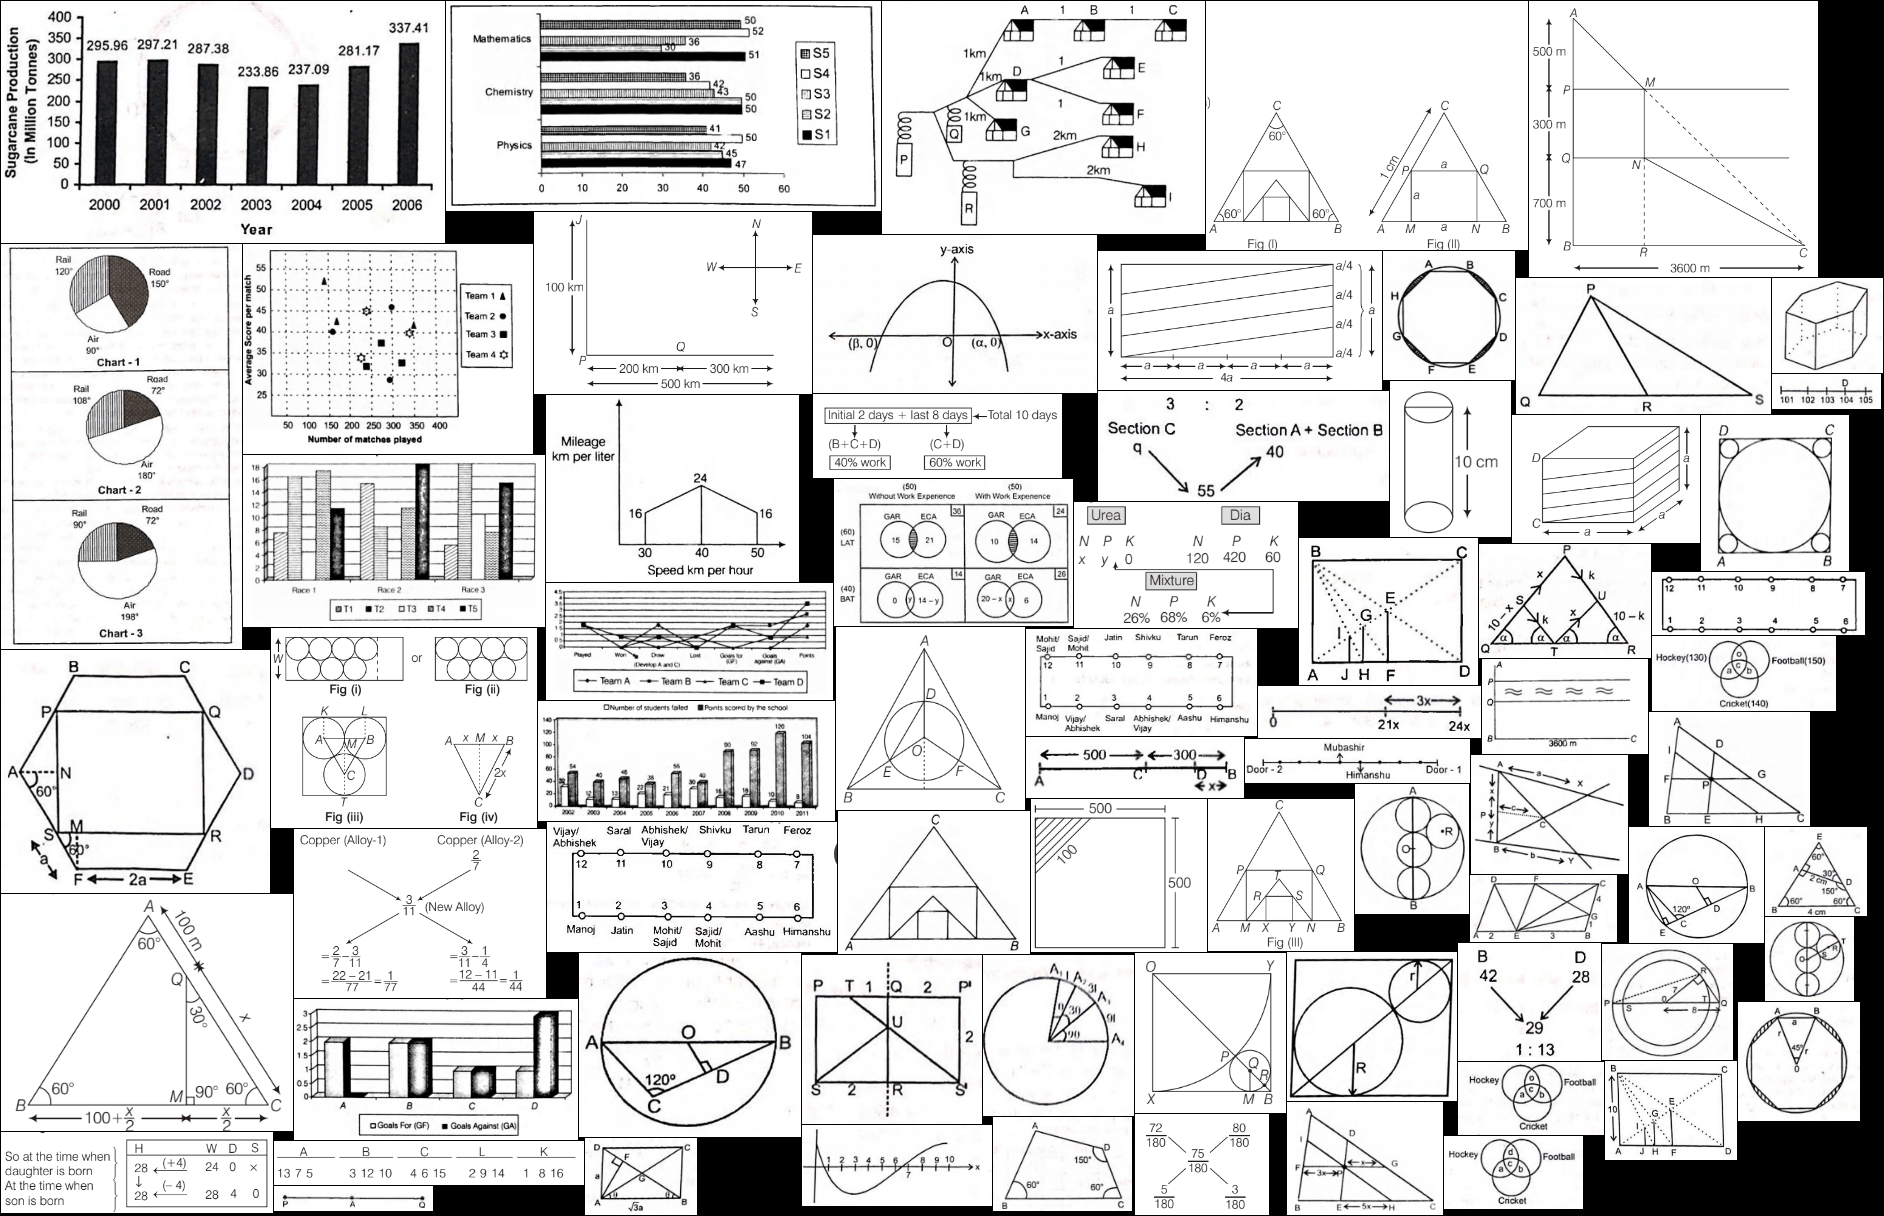 Sugarcane Production
(In Million Tonnes)
400
350
300
250
200
150
100
50
0
295.96
297.21
287.38
233.86
237.09
281.17
337.41
2000 2001 2002 2003 2004 2005 2006
Year
Mathematics
Chemistry
Physics
50
52
36
30
51
36
42
43
50
50
41
50
42
45
47
0 10 20 30 40 50 60
S5
S4
S3
S2
S1
A 1 B 1 C
1km
1km D 1 E
1 F
1km G
2km H
2km I
P
Q
R
C
60°
60° 60°
A B
Fig (I)
C
1 cm
P a Q
a
A M a N B
Fig (II)
A
500 m
P
M
300 m
Q
N
700 m
B R C
3600 m
Rail
120°
Road
150°
Air
90°
Chart - 1
Rail
108°
Road
72°
Air
180°
Chart - 2
Rail
90°
Road
72°
Air
198°
Chart - 3
Average Score per match
55
50
45
40
35
30
25
50 100 150 200 250 300 350 400
Number of matches played
Team 1
Team 2
Team 3
Team 4
J
100 km
P
Q
200 km 300 km
500 km
N
W E
S
y-axis
x-axis
(β, 0) O (α, 0)
a
a/4
a/4
a/4
a/4
a
a a a a
4a
A B
H C
G D
F E
P
Q R S
D
101 102 103 104 105
Mileage
km per liter
16
24
16
30 40 50
Speed km per hour
Initial 2 days + last 8 days ← Total 10 days
(B+C+D) (C+D)
40% work 60% work
3 : 2
Section C Section A + Section B
q 40
55
10 cm
D
C
a
a
a
D C
A B
18
16
14
12
10
8
6
4
2
0
Race 1 Race 2 Race 3
T1 T2 T3 T4 T5
(50) (50)
Without Work Experience With Work Experience
(60)
LAT
GAR ECA 36
15 21
GAR ECA 24
10 14
(40)
BAT
GAR ECA 14
0 y 14 – y
GAR ECA 26
20 – x x 6
Urea Dia
N P K N P K
x y 0 120 420 60
Mixture
N P K
26% 68% 6%
B C
E
G
I
A J H F D
P
x k
S U
10–x k x 10–k
α α α α
Q T R
12 11 10 9 8 7
1 2 3 4 5 6
Fig (i)
W
or
Fig (ii)
K L
A M B
C
T
Fig (iii)
A x M x B
2x
C
Fig (iv)
Played Won Draw Lost Goals for (GF) Goals Against (GA) Points
(Develop A and C)
Team A Team B Team C Team D
A
D
O
E F
B C
Mohit/ Sajid Sajid/ Mohit Jatin Shivku Tarun Feroz
12 11 10 9 8 7
1 2 3 4 5 6
Manoj Vijay/ Abhishek Saral Abhishek/ Vijay Aashu Himanshu
3x
0 21x 24x
A
P
Q
B C
3600 m
Hockey(130) Football(150)
o
a c b
Cricket(140)
B C
P Q
A N D
60°
S M R
60°
a
F 2a E
Number of students failed Points scored by the school
140
120
100
80
60
40
20
0
2002 2003 2004 2005 2006 2007 2008 2009 2010 2011
500 300
A C D B
x
Mubashir
Door - 2 Door - 1
Himanshu
A
I D
F P G
B E H C
Copper (Alloy-1) Copper (Alloy-2)
2/7
3/11 (New Alloy)
= 2/7 – 3/11 = 3/11 – 1/4
= 22 – 21/77 = 1/77 = 12 – 11/44 = 1/44
Vijay/ Abhishek Saral Abhishek/ Vijay Shivku Tarun Feroz
12 11 10 9 8 7
1 2 3 4 5 6
Manoj Jatin Mohit/ Sajid Sajid/ Mohit Aashu Himanshu
C
A B
500
100
500
C
P T Q
R S
A M X Y N B
Fig (III)
A
R
O
B
A a X
x
P c
y C
B b Y
D F C
4
G
1
A 2 E 3 B
A O B
120° D
E C
E
60°
A 30° D
2 cm 150°
60° 60°
B 4 cm C
A
60°
100 m
Q
30°
x
60° M 90° 60°
B C
100+x/2 x/2
3
2.5
2
1.5
1
0.5
0
A B C D
Goals For (GF) Goals Against (GA)
A O B
120°
C D
P T 1 Q 2 P'
U
2
S 2 R S'
A₄
θ 30
90
O Y
P Q
R
X M B
r
R
B D
42 28
29
1 : 13
R
7
P S O T Q
8
T
R
O S
A a B
r 45° r
0
Hockey Football
o
a c b
Cricket
B C
10
E
G
I
A J H F D
So at the time when
daughter is born
At the time when
son is born
H W D S
28 (+4) 24 0 ×
28 (–4) 28 4 0
A B C L K
13 7 5 3 12 10 4 6 15 2 9 14 1 8 16
P A Q
D C
F
a
G
θ θ
A √3a B
1 2 3 4 5 6 7 8 9 10 x
A
D
150°
60° 60°
B C
72/180 80/180
75/180
5/180 3/180
A
I D
F 3x P x G
B E 5x H C
Hockey Football
d
a c b
Cricket